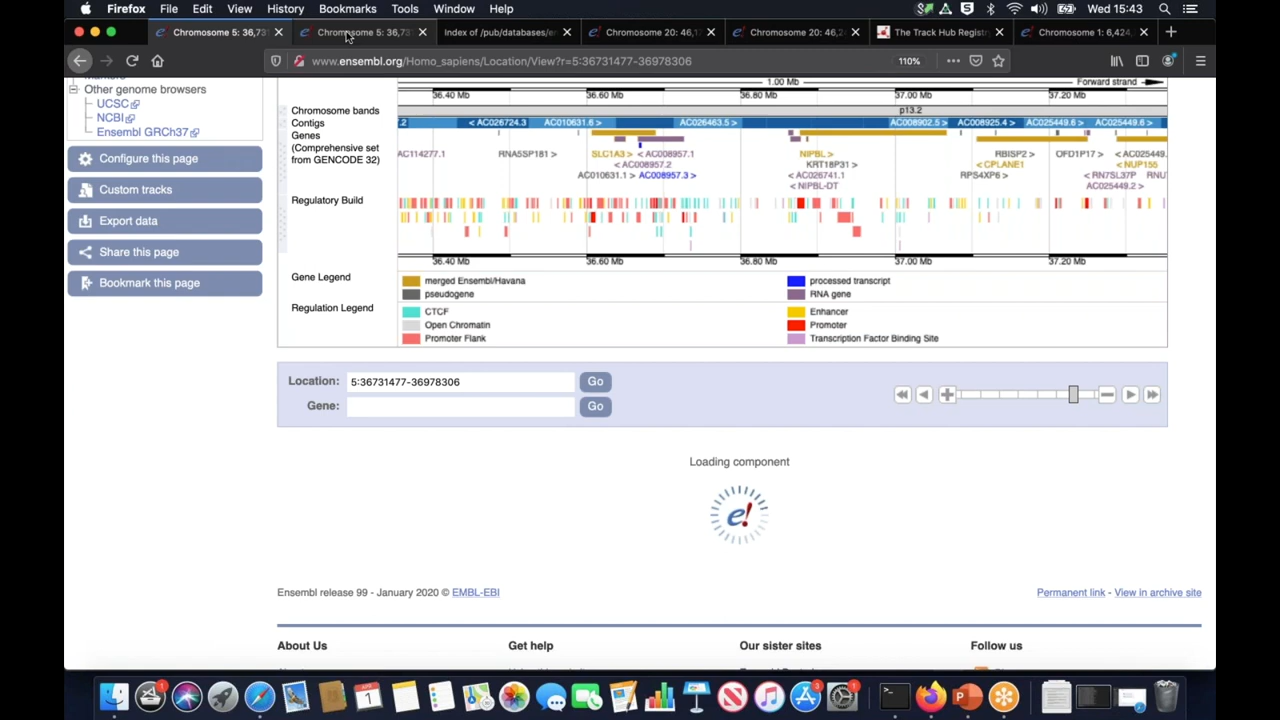 Firefox File Edit View History Bookmarks Tools Window Help Wed 15:43
Chromosome 5: 36,73 Chromosome 5: 36,73 Index of /pub/databases/e Chromosome 20: 46,1 Chromosome 20: 46,2 The Track Hub Registr Chromosome 1: 6,424,
www.ensembl.org/Homo_sapiens/Location/View?r=5:36731477-36978306 110%
Other genome browsers
UCSC
NCBI
Ensembl GRCh37
Configure this page
Custom tracks
Export data
Share this page
Bookmark this page
1.00 Mb Forward strand
36.40 Mb 36.60 Mb 36.80 Mb 37.00 Mb 37.20 Mb
Chromosome bands p13.2
Contigs .2 < AC026724.3 AC010631.6 > AC026463.5 > AC008902.5 > AC008925.4 > AC025449.6 > AC025449.6 >
Genes
(Comprehensive set
from GENCODE 32)
AC114277.1 RNA5SP181 > SLC1A3 > < AC008957.1 NIPBL > RBISP2 > OFD1P17 > < AC025449.
< AC008957.2 KRT18P31 > < CPLANE1 < NUP155
AC010631.1 > AC008957.3 > < AC026741.1 RPS4XP6 > < RN7SL37P RNU
< NIPBL-DT AC025449.2 >
Regulatory Build
36.40 Mb 36.60 Mb 36.80 Mb 37.00 Mb 37.20 Mb
Gene Legend
merged Ensembl/Havana
pseudogene
processed transcript
RNA gene
Regulation Legend
CTCF
Open Chromatin
Promoter Flank
Enhancer
Promoter
Transcription Factor Binding Site
Location: 5:36731477-36978306 Go
Gene: Go
Loading component
e!
Ensembl release 99 - January 2020 © EMBL-EBI Permanent link - View in archive site
About Us Get help Our sister sites Follow us